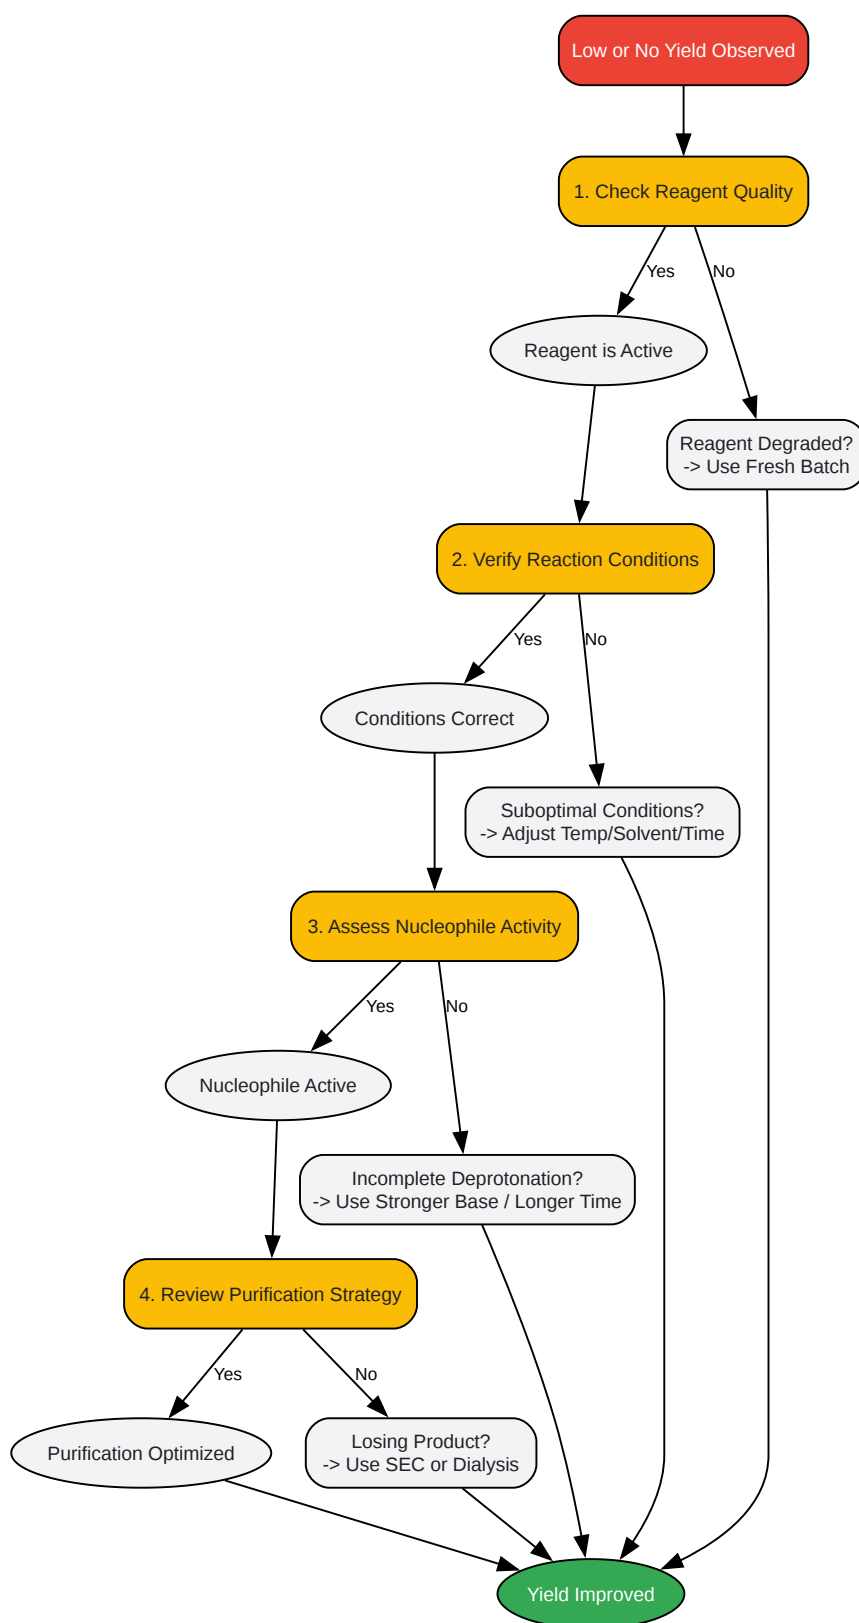 Low or No Yield Observed
1. Check Reagent Quality
Yes
No
Reagent is Active
Reagent Degraded?
-> Use Fresh Batch
2. Verify Reaction Conditions
Yes
No
Conditions Correct
Suboptimal Conditions?
-> Adjust Temp/Solvent/Time
3. Assess Nucleophile Activity
Yes
No
Nucleophile Active
Incomplete Deprotonation?
-> Use Stronger Base / Longer Time
4. Review Purification Strategy
Yes
No
Purification Optimized
Losing Product?
-> Use SEC or Dialysis
Yield Improved